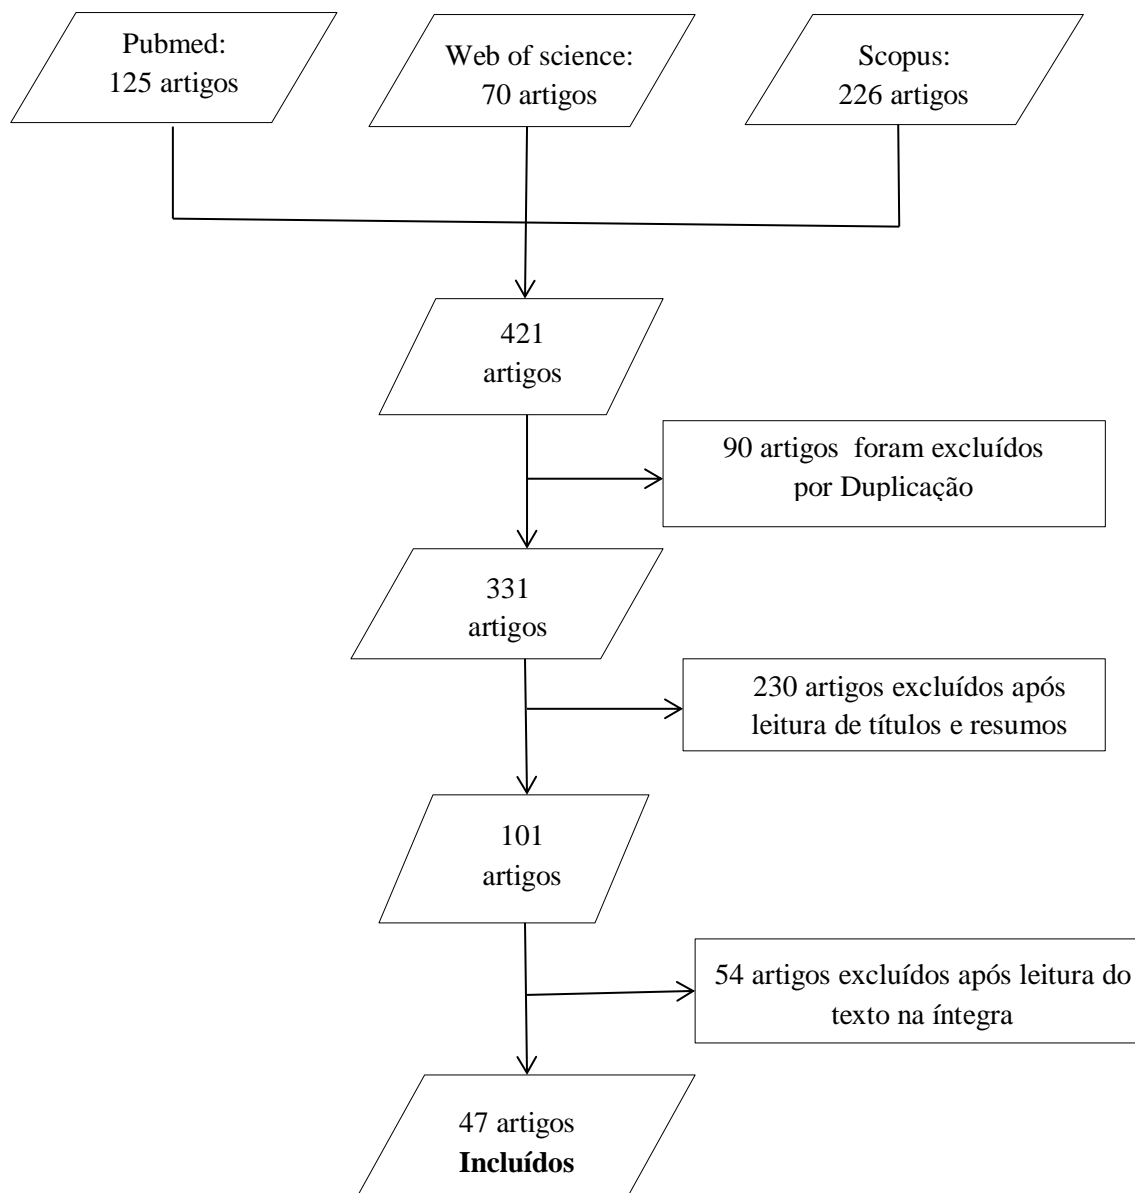 Pubmed:
125 artigos
Web of science:
70 artigos
Scopus:
226 artigos
421
artigos
90 artigos  foram excluídos
por Duplicação
331
artigos
230 artigos excluídos após
leitura de títulos e resumos
101
artigos
54 artigos excluídos após leitura do
texto na íntegra
47 artigos
Incluídos